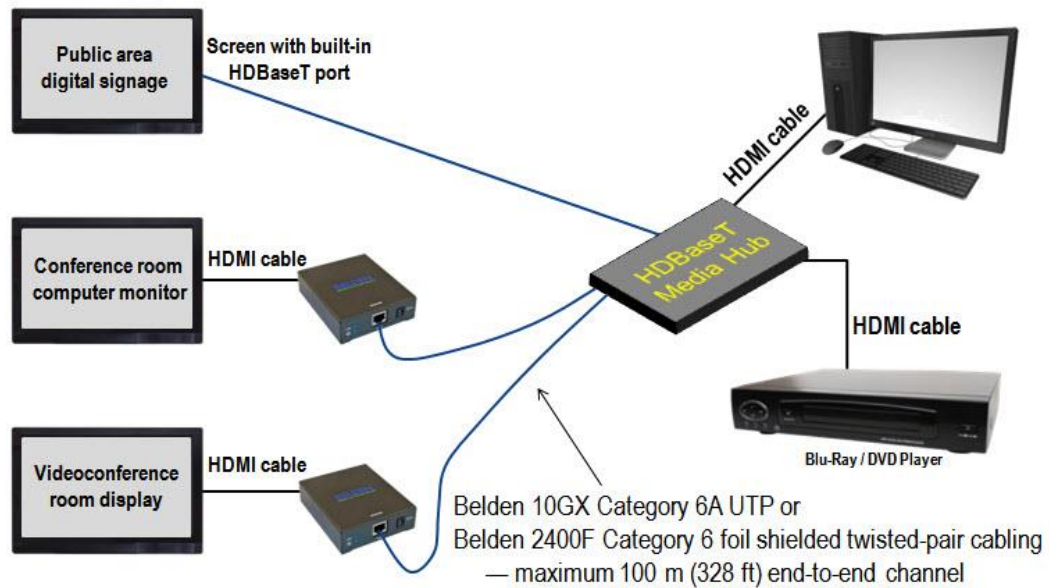 Public area
digital signage
Screen with built-in
HDBaseT port
HDMI cable
HDBaseT
Media Hub
Conference room
computer monitor
HDMI cable
HDMI cable
Blu-Ray / DVD Player
Videoconference
room display
HDMI cable
Belden 10GX Category 6A UTP or
Belden 2400F Category 6 foil shielded twisted-pair cabling
— maximum 100 m (328 ft) end-to-end channel